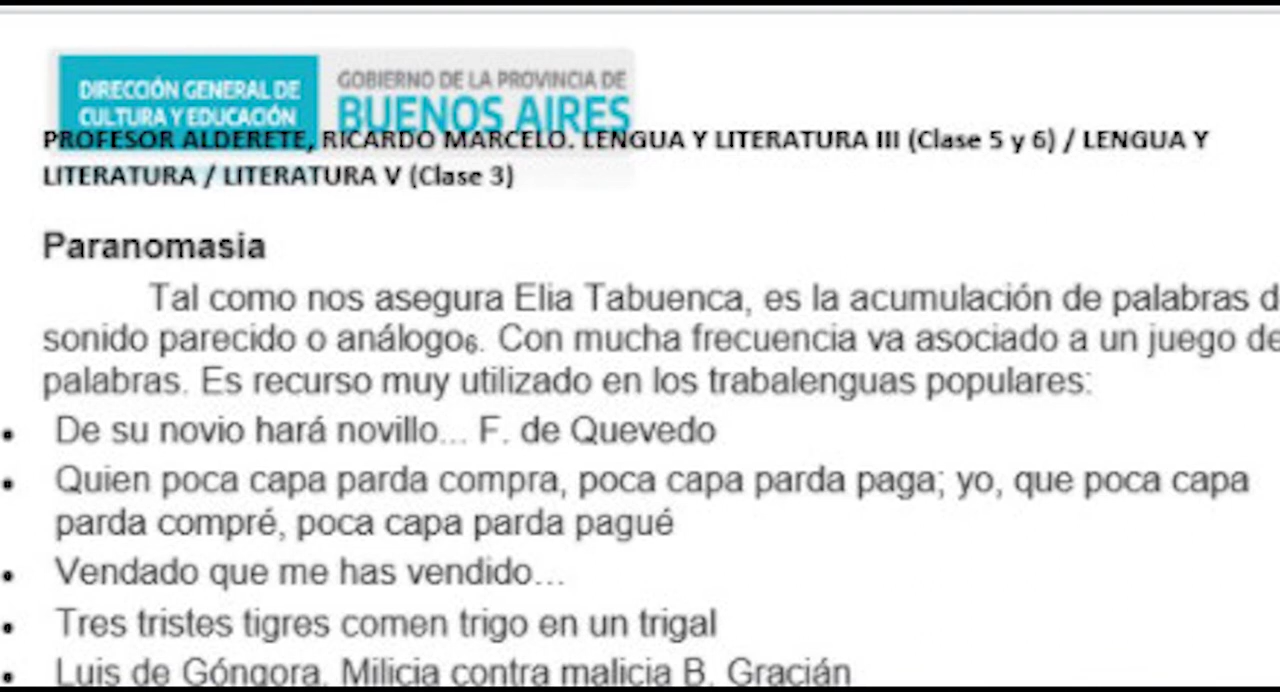 DIRECCIÓN GENERAL DE
CULTURA Y EDUCACIÓN
GOBIERNO DE LA PROVINCIA DE
BUENOS AIRES
PROFESOR ALDERETE, RICARDO MARCELO. LENGUA Y LITERATURA III (Clase 5 y 6) / LENGUA Y
LITERATURA / LITERATURA V (Clase 3)
Paranomasia
Tal como nos asegura Elia Tabuenca, es la acumulación de palabras d
sonido parecido o análogo6. Con mucha frecuencia va asociado a un juego de
palabras. Es recurso muy utilizado en los trabalenguas populares:
• De su novio hará novillo... F. de Quevedo
• Quien poca capa parda compra, poca capa parda paga; yo, que poca capa
parda compré, poca capa parda pagué
• Vendado que me has vendido...
• Tres tristes tigres comen trigo en un trigal
• Luis de Góngora. Milicia contra malicia B. Gracián